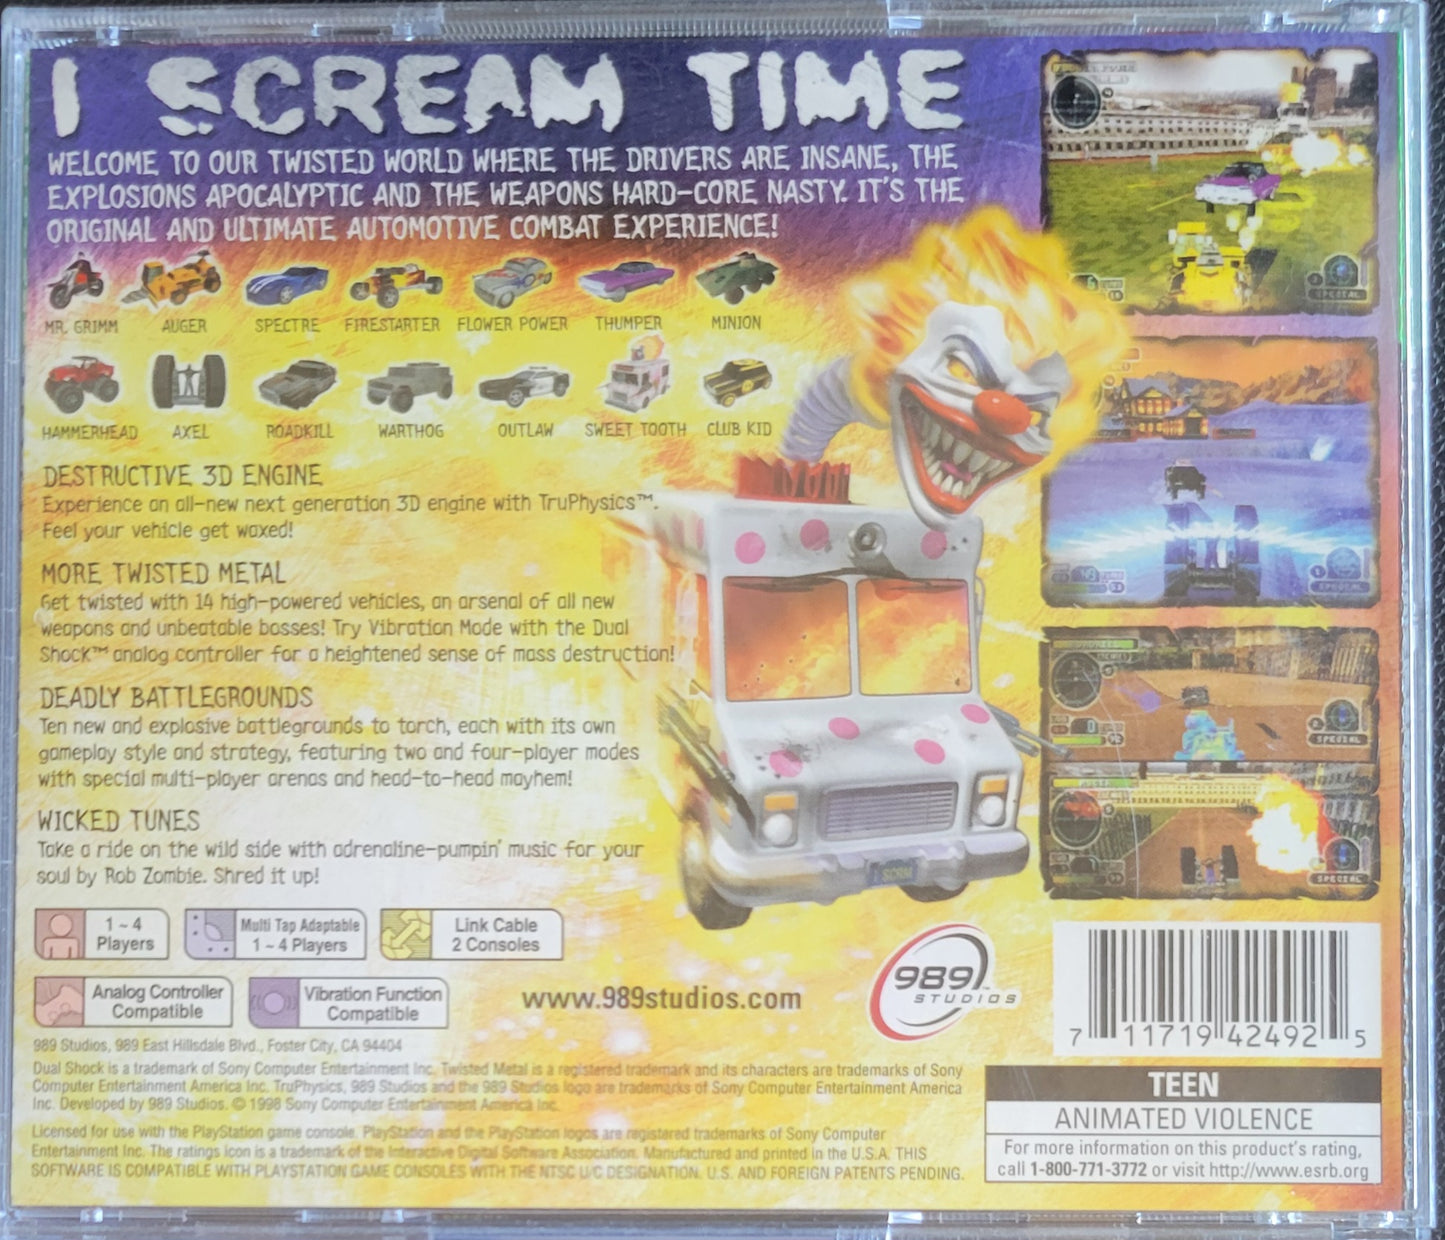 I SCREAM TIME
WELCOME TO OUR TWISTED WORLD WHERE THE DRIVERS ARE INSANE, THE
EXPLOSIONS APOCALYPTIC AND THE WEAPONS HARD-CORE NASTY. IT'S THE
ORIGINAL AND ULTIMATE AUTOMOTIVE COMBAT EXPERIENCE!
MR. GRIMM AUGER SPECTRE FIRESTARTER FLOWER POWER THUMPER MINION
HAMMERHEAD AXEL ROADKILL WARTHOG OUTLAW SWEET TOOTH CLUB KID
DESTRUCTIVE 3D ENGINE
Experience an all-new next generation 3D engine with TruPhysics™.
Feel your vehicle get waxed!
MORE TWISTED METAL
Get twisted with 14 high-powered vehicles, an arsenal of all new
weapons and unbeatable bosses! Try Vibration Mode with the Dual
Shock™ analog controller for a heightened sense of mass destruction!
DEADLY BATTLEGROUNDS
Ten new and explosive battlegrounds to torch, each with its own
gameplay style and strategy, featuring two and four-player modes
with special multi-player arenas and head-to-head mayhem!
WICKED TUNES
Take a ride on the wild side with adrenaline-pumpin' music for your
soul by Rob Zombie. Shred it up!
I SCRM
SPECIAL
SPECIAL
SPECIAL
SPECIAL
1 ~ 4
Players
Multi Tap Adaptable
1 ~ 4 Players
Link Cable
2 Consoles
Analog Controller
Compatible
Vibration Function
Compatible
www.989studios.com
989™
STUDIOS
7 11719 42492 5
989 Studios, 989 East Hillsdale Blvd., Foster City, CA 94404
Dual Shock is a trademark of Sony Computer Entertainment Inc. Twisted Metal is a registered trademark and its characters are trademarks of Sony
Computer Entertainment America Inc. TruPhysics, 989 Studios and the 989 Studios logo are trademarks of Sony Computer Entertainment America
Inc. Developed by 989 Studios. © 1998 Sony Computer Entertainment America Inc.
Licensed for use with the PlayStation game console. PlayStation and the PlayStation logos are registered trademarks of Sony Computer
Entertainment Inc. The ratings icon is a trademark of the Interactive Digital Software Association. Manufactured and printed in the U.S.A. THIS
SOFTWARE IS COMPATIBLE WITH PLAYSTATION GAME CONSOLES WITH THE NTSC U/C DESIGNATION. U.S. AND FOREIGN PATENTS PENDING.
TEEN
ANIMATED VIOLENCE
For more information on this product's rating,
call 1-800-771-3772 or visit http://www.esrb.org